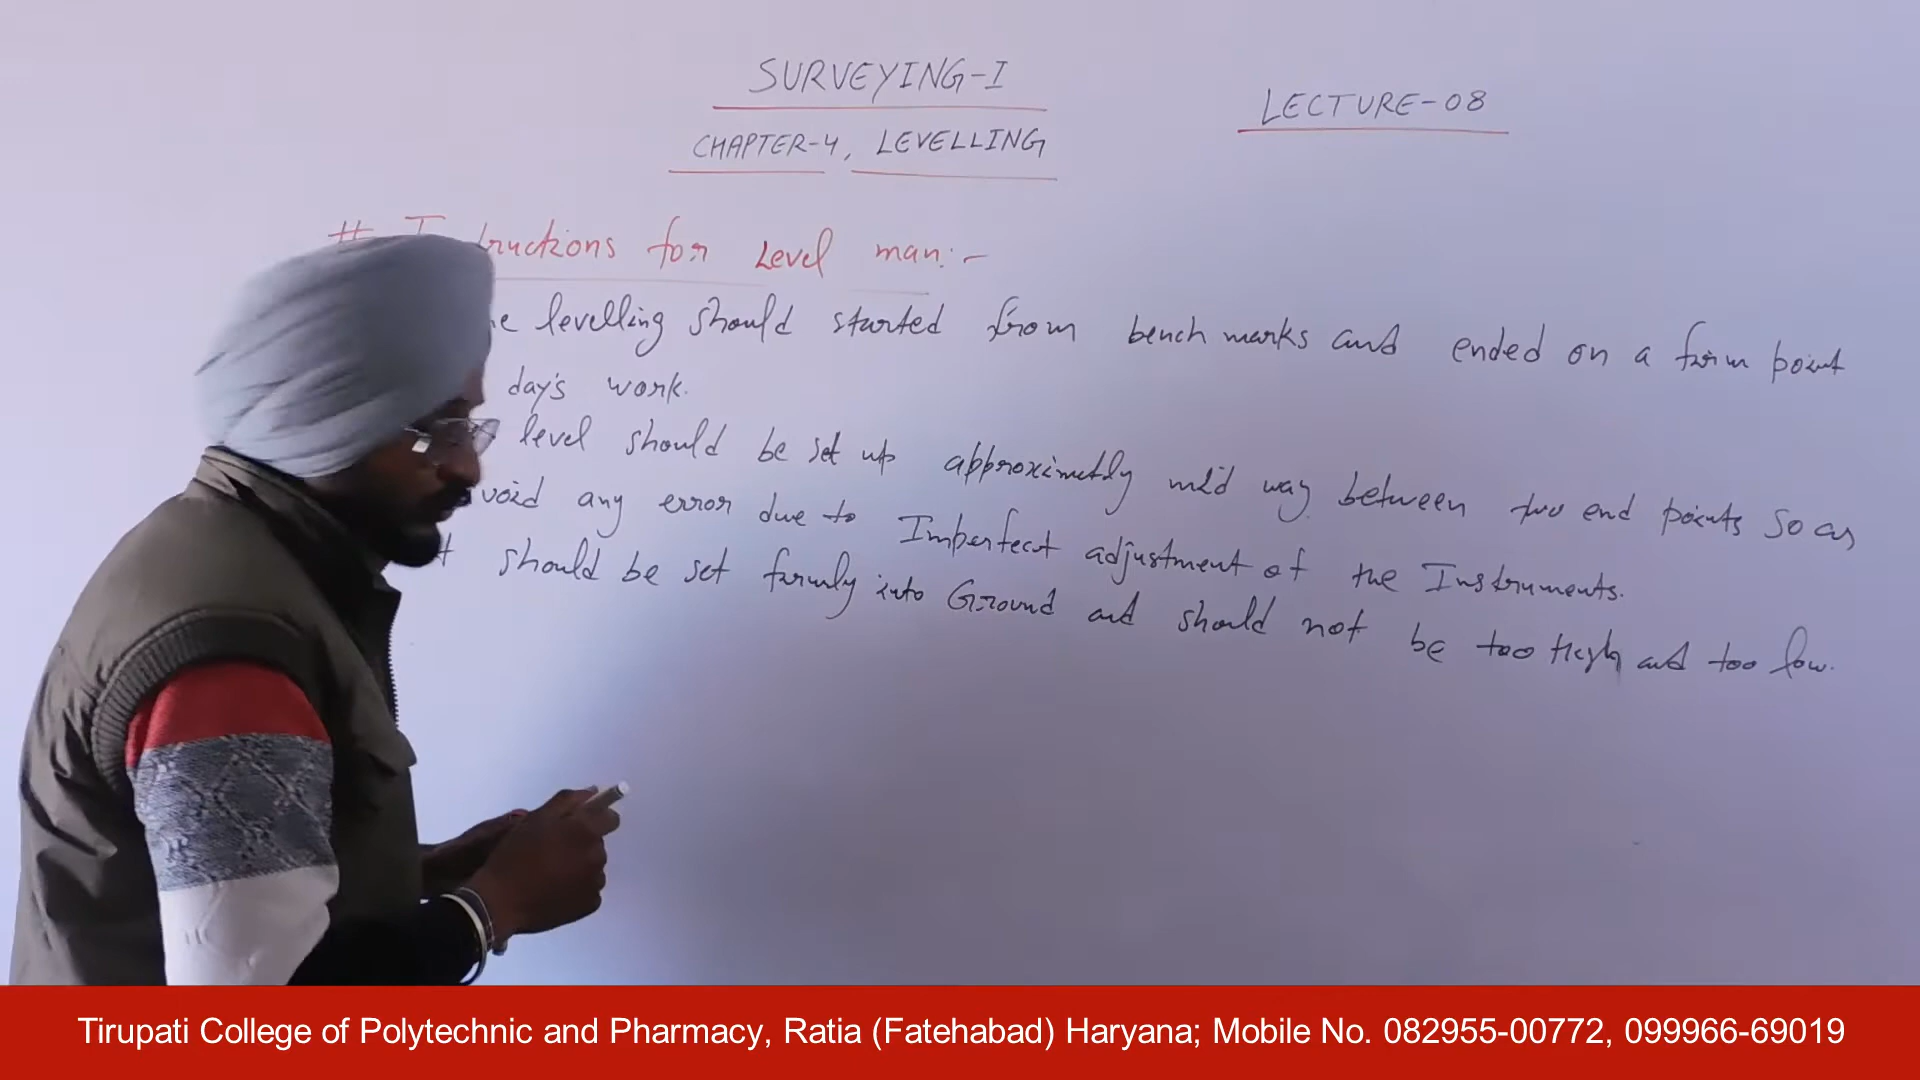 SURVEYING-I
LECTURE-08
CHAPTER-4, LEVELLING
# Instructions for Level man:-
levelling should started from bench marks and ended on a firm point
day's work.
level should be set up approximetly mid way between two end points so as
void any error due to Imperfect adjustment of the Instruments.
should be set firmly into Ground and should not be too High and too low.
Tirupati College of Polytechnic and Pharmacy, Ratia (Fatehabad) Haryana; Mobile No. 082955-00772, 099966-69019